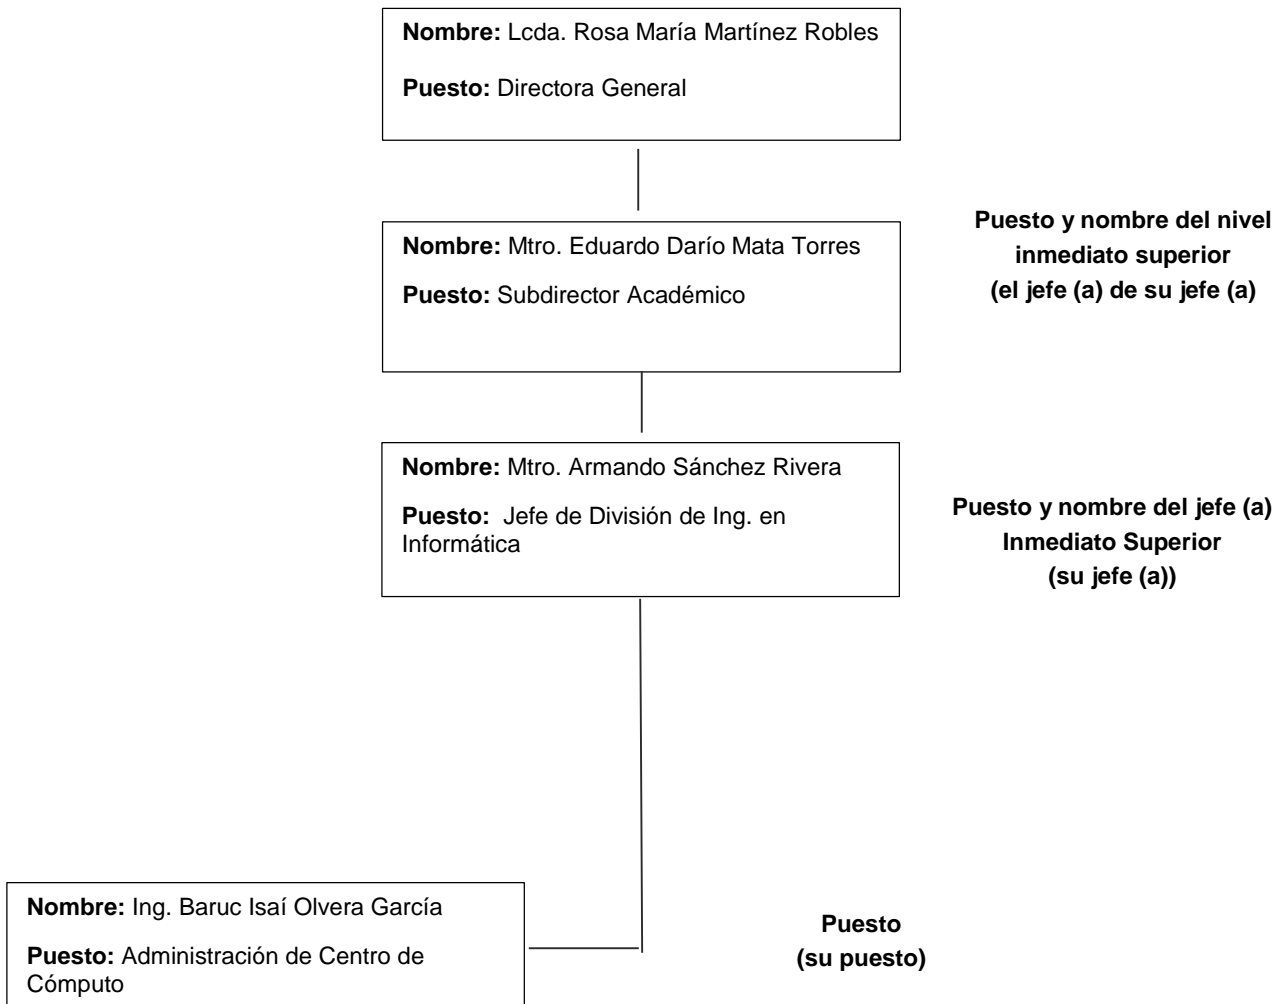 Nombre: Lcda. Rosa María Martínez Robles
Puesto: Directora General
Nombre: Mtro. Eduardo Darío Mata Torres
Puesto: Subdirector Académico
Puesto y nombre del nivel
inmediato superior
(el jefe (a) de su jefe (a)
Nombre: Mtro. Armando Sánchez Rivera
Puesto: Jefe de División de Ing. en
Informática
Puesto y nombre del jefe (a)
Inmediato Superior
(su jefe (a))
Nombre: Ing. Baruc Isaí Olvera García
Puesto: Administración de Centro de
Cómputo
Puesto
(su puesto)